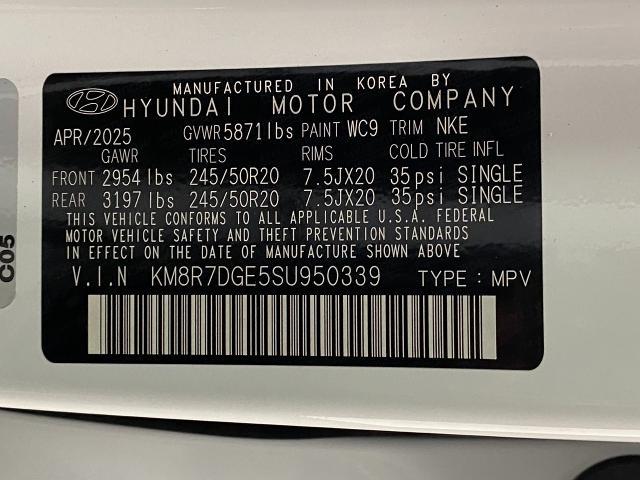 MANUFACTURED IN KOREA BY
HYUNDAI MOTOR COMPANY
APR/2025 GVWR 5871lbs PAINT WC9 TRIM NKE
GAWR TIRES RIMS COLD TIRE INFL
FRONT 2954 lbs 245/50R20 7.5JX20 35psi SINGLE
REAR 3197 lbs 245/50R20 7.5JX20 35psi SINGLE
THIS VEHICLE CONFORMS TO ALL APPLICABLE U.S.A. FEDERAL
MOTOR VEHICLE SAFETY AND THEFT PREVENTION STANDARDS
IN EFFECT ON THE DATE OF MANUFACTURE SHOWN ABOVE.
V.I.N KM8R7DGE5SU950339 TYPE : MPV
C05